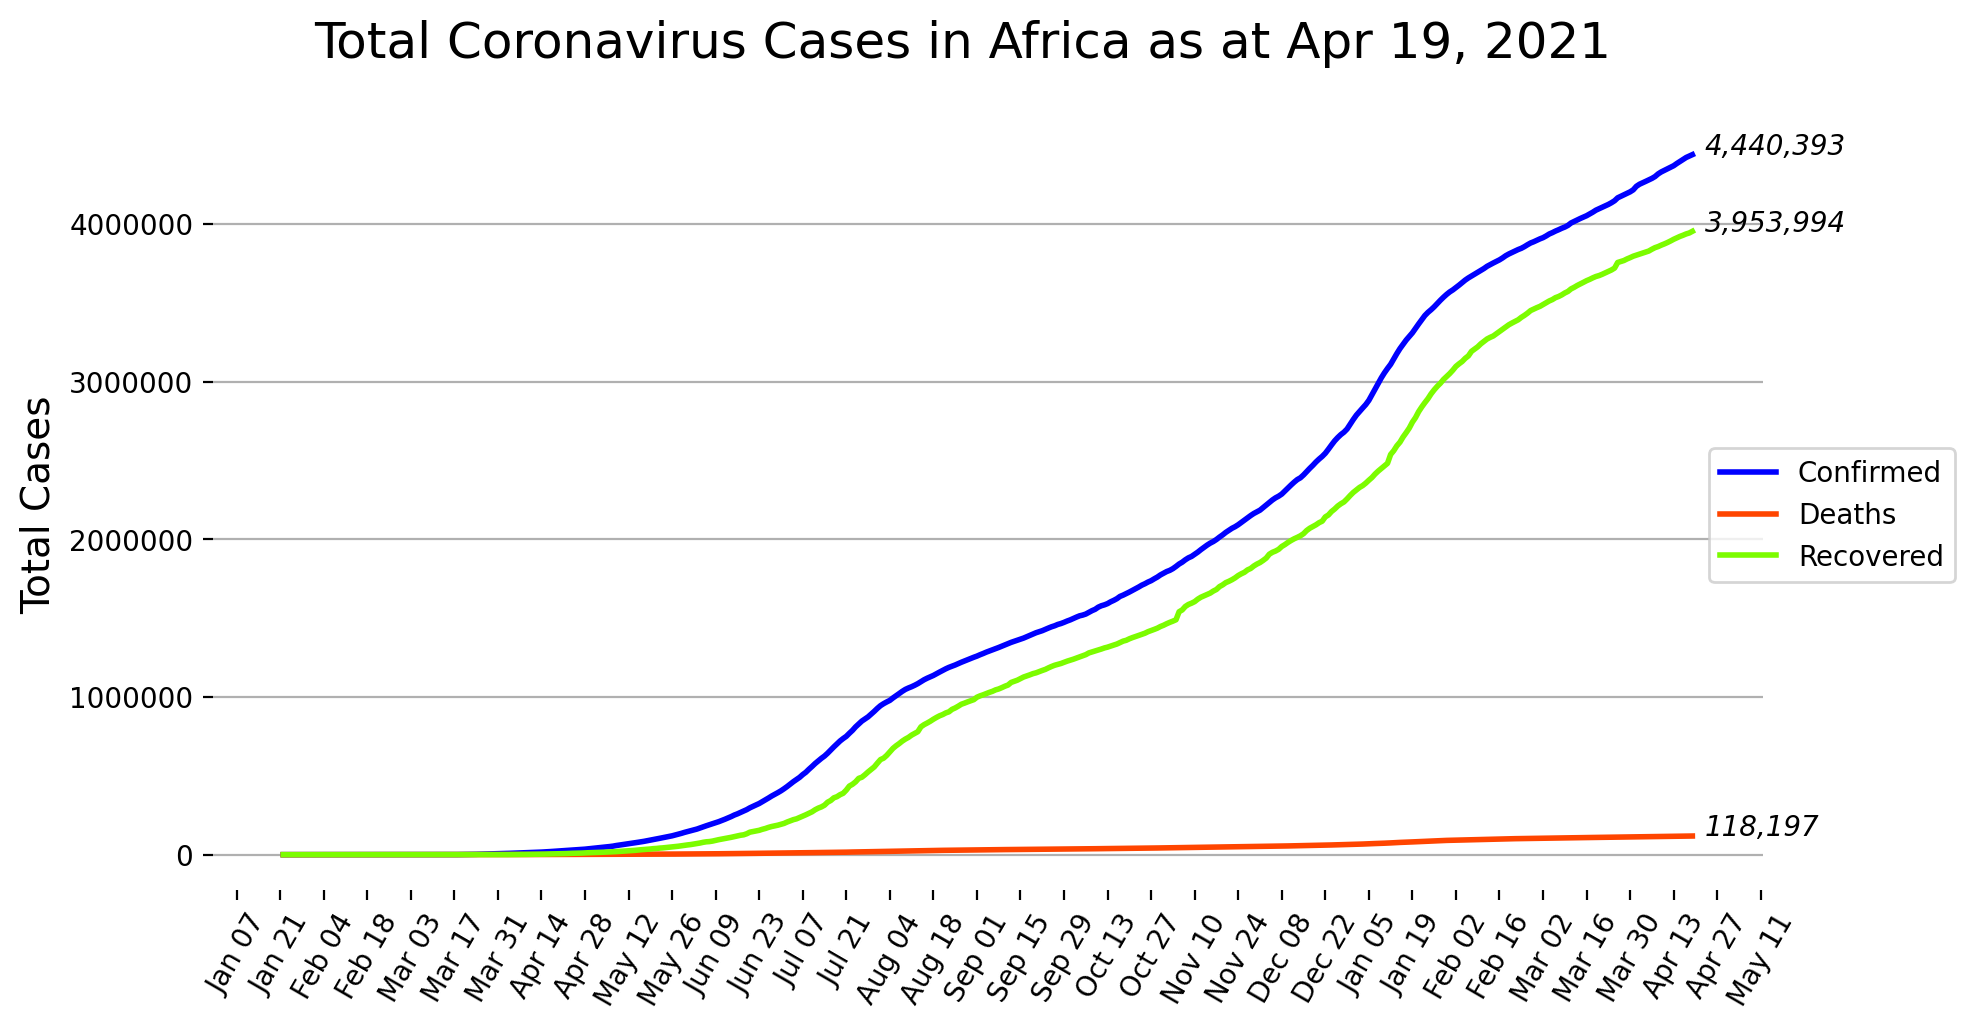 Total Coronavirus Cases in Africa as at Apr 19, 2021
4,440,393
3,953,994
118,197
Total Cases
4000000
3000000
2000000
1000000
0
Confirmed
Deaths
Recovered
Jan 07
Jan 21
Feb 04
Feb 18
Mar 03
Mar 17
Mar 31
Apr 14
Apr 28
May 12
May 26
Jun 09
Jun 23
Jul 07
Jul 21
Aug 04
Aug 18
Sep 01
Sep 15
Sep 29
Oct 13
Oct 27
Nov 10
Nov 24
Dec 08
Dec 22
Jan 05
Jan 19
Feb 02
Feb 16
Mar 02
Mar 16
Mar 30
Apr 13
Apr 27
May 11